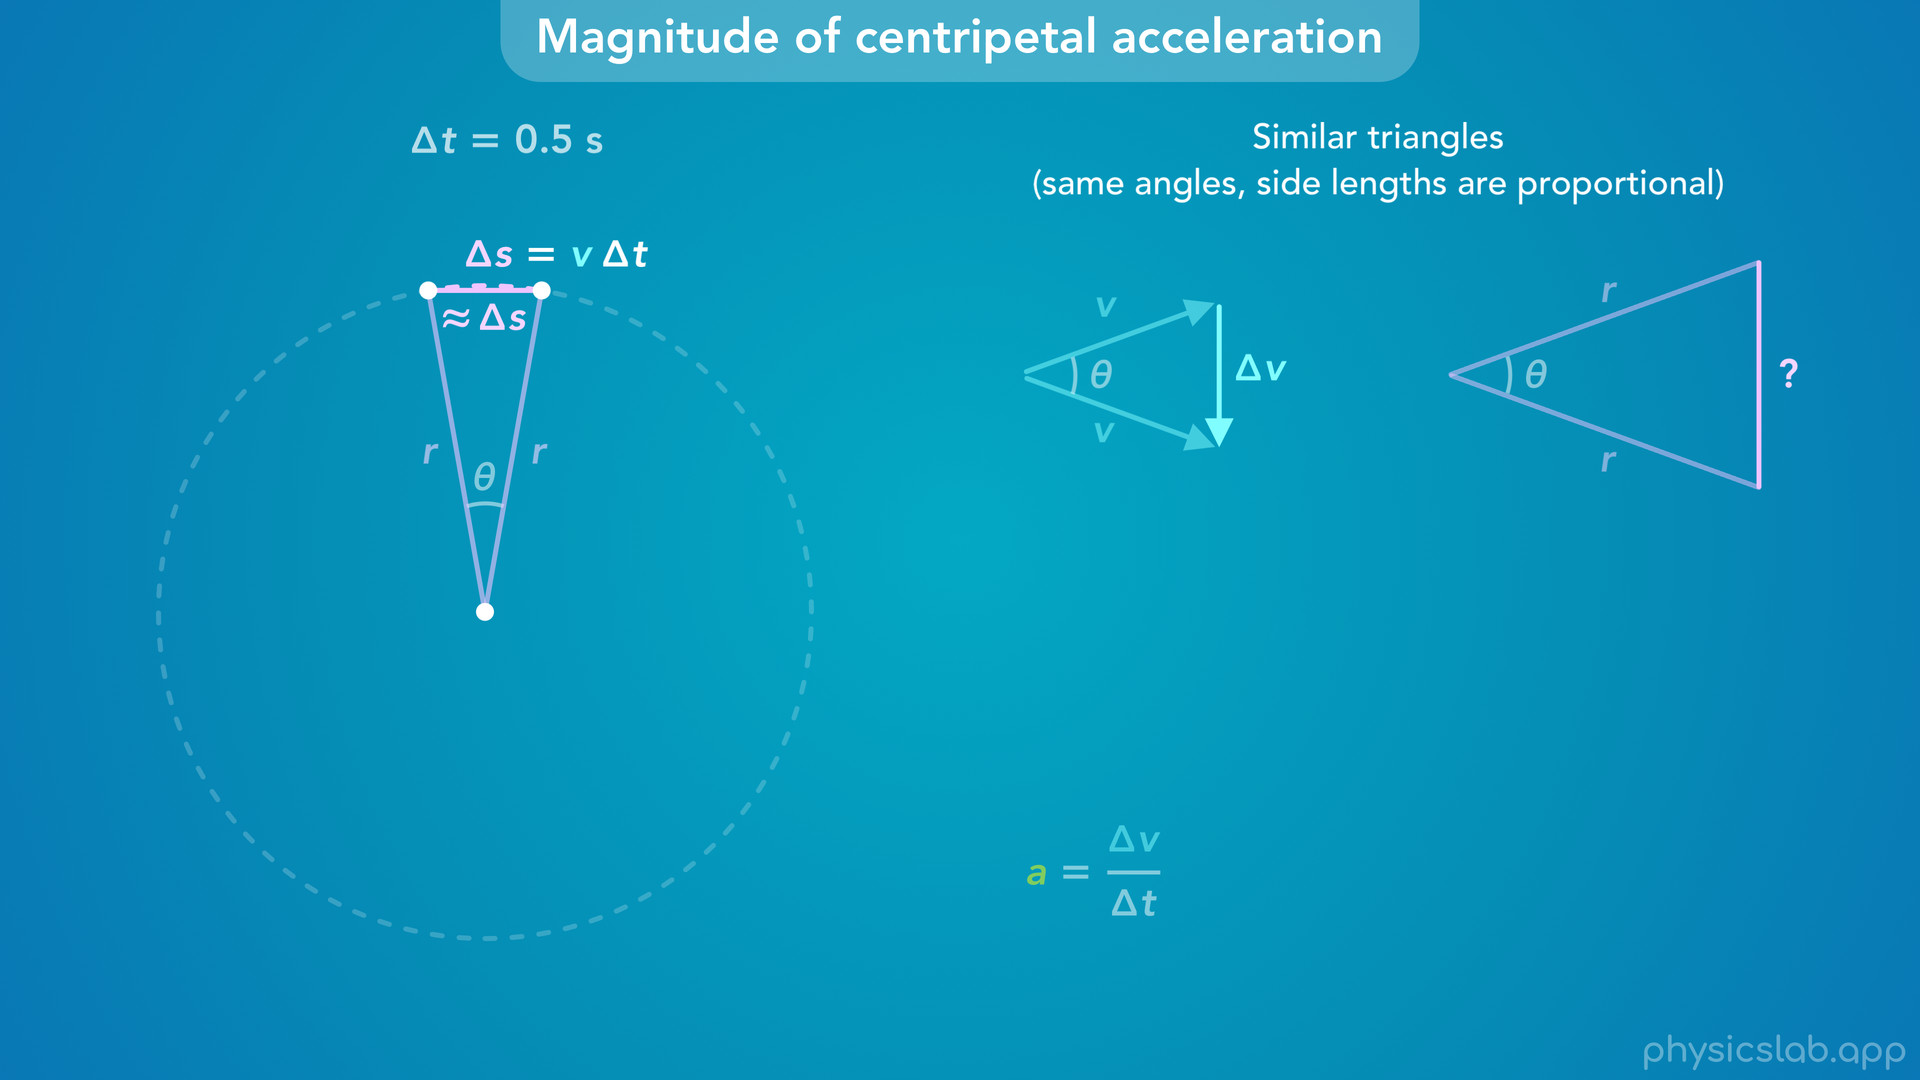 Magnitude of centripetal acceleration
Δt = 0.5 s
Δs = v Δt
≈ Δs
r
r
θ
Similar triangles
(same angles, side lengths are proportional)
v
θ
Δv
v
r
θ
?
r
a = Δv
Δt
physicslab.app